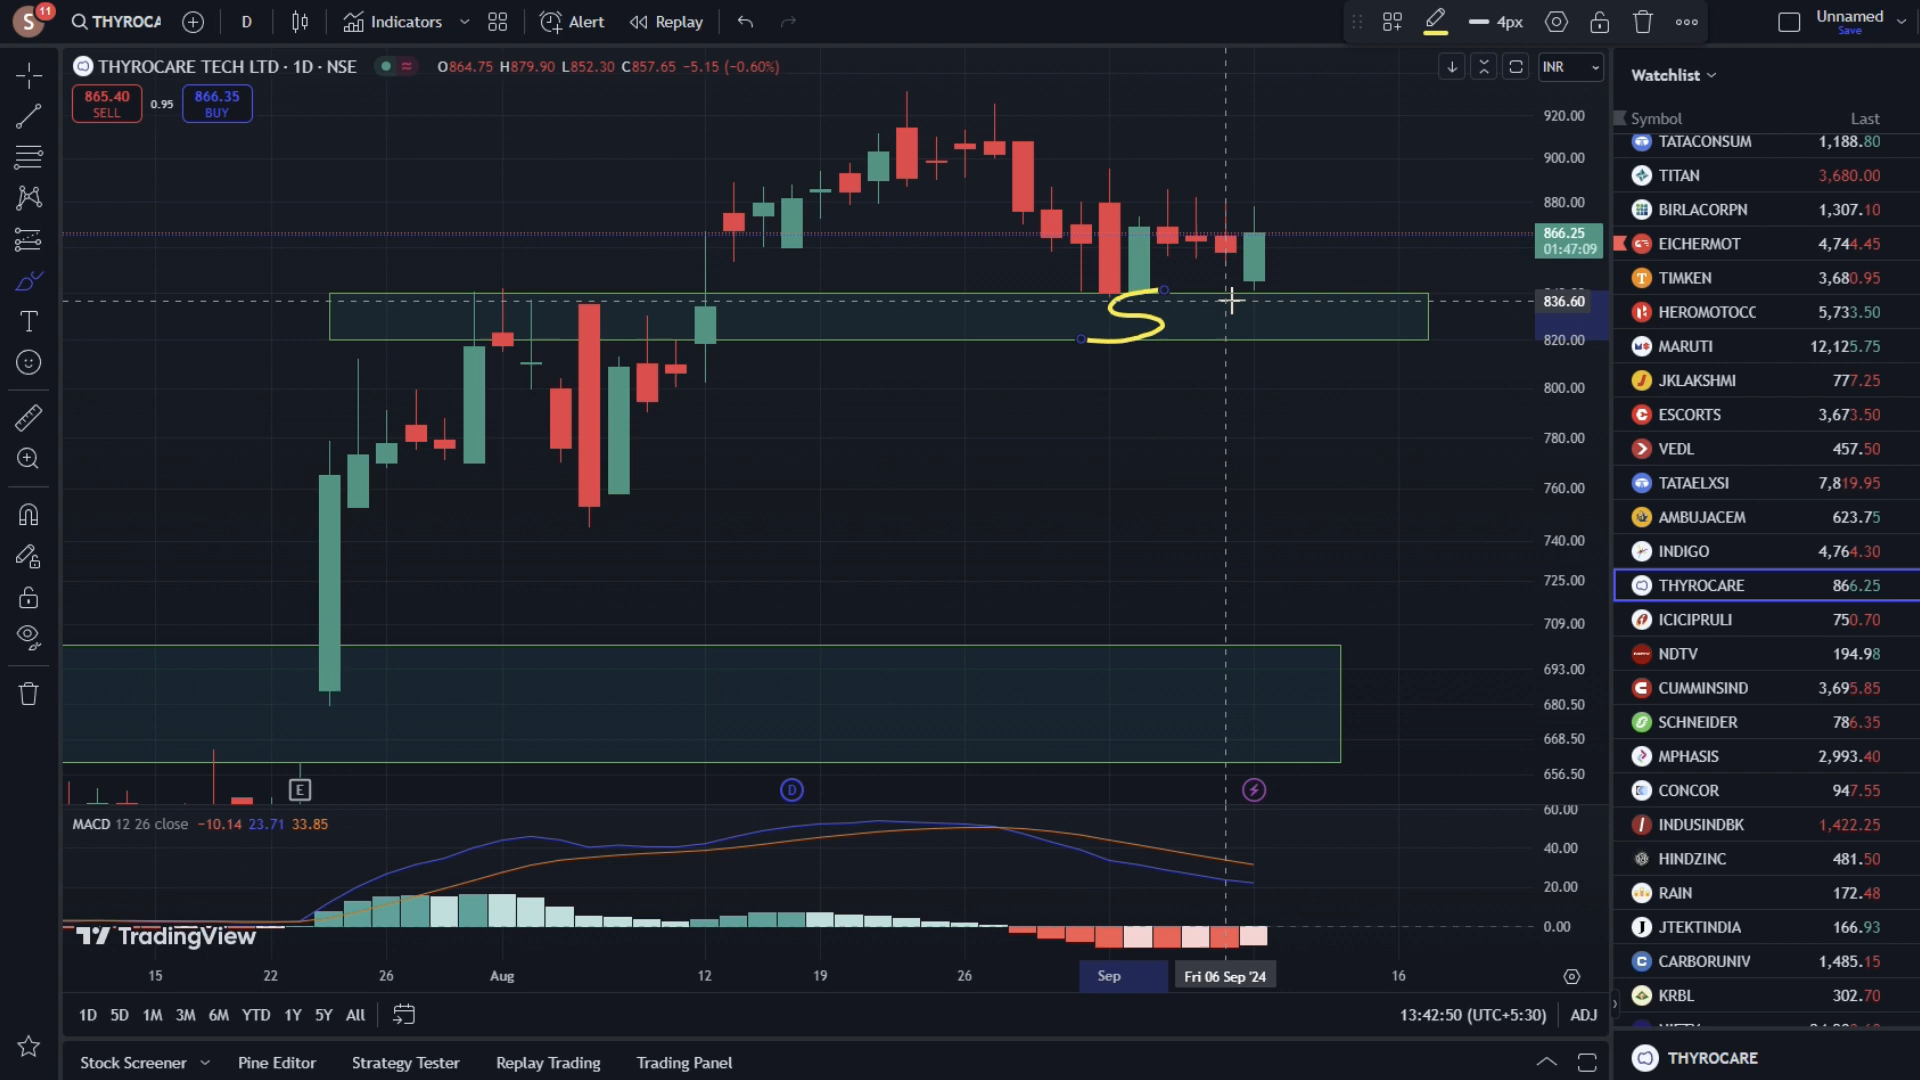 S 11 THYROCA D Indicators Alert Replay 4px Unnamed
Save
THYROCARE TECH LTD · 1D · NSE O864.75 H879.90 L852.30 C857.65 −5.15 (−0.60%) INR
865.40
SELL
0.95
866.35
BUY
920.00
900.00
880.00
866.25
01:47:09
836.60
820.00
800.00
780.00
760.00
740.00
725.00
709.00
693.00
680.50
668.50
656.50
S
E D
MACD 12 26 close −10.14 23.71 33.85
60.00
40.00
20.00
0.00
TradingView
15 22 26 Aug 12 19 26 Sep Fri 06 Sep '24 16
1D 5D 1M 3M 6M YTD 1Y 5Y All 13:42:50 (UTC+5:30) ADJ
Stock Screener Pine Editor Strategy Tester Replay Trading Trading Panel
Watchlist
Symbol Last
TATACONSUM 1,188.80
TITAN 3,680.00
BIRLACORPN 1,307.10
EICHERMOT 4,744.45
TIMKEN 3,680.95
HEROMOTOCC 5,733.50
MARUTI 12,125.75
JKLAKSHMI 777.25
ESCORTS 3,673.50
VEDL 457.50
TATAELXSI 7,819.95
AMBUJACEM 623.75
INDIGO 4,764.30
THYROCARE 866.25
ICICIPRULI 750.70
NDTV 194.98
CUMMINSIND 3,695.85
SCHNEIDER 786.35
MPHASIS 2,993.40
CONCOR 947.55
INDUSINDBK 1,422.25
HINDZINC 481.50
RAIN 172.48
JTEKTINDIA 166.93
CARBORUNIV 1,485.15
KRBL 302.70
THYROCARE